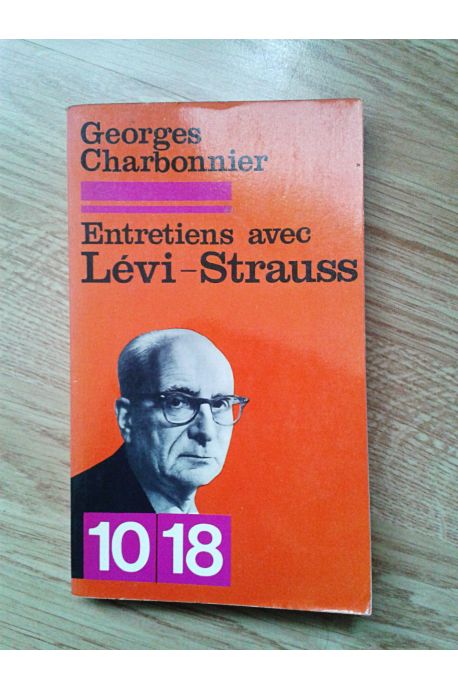 Georges
Charbonnier
Entretiens avec
Lévi-Strauss
10 18